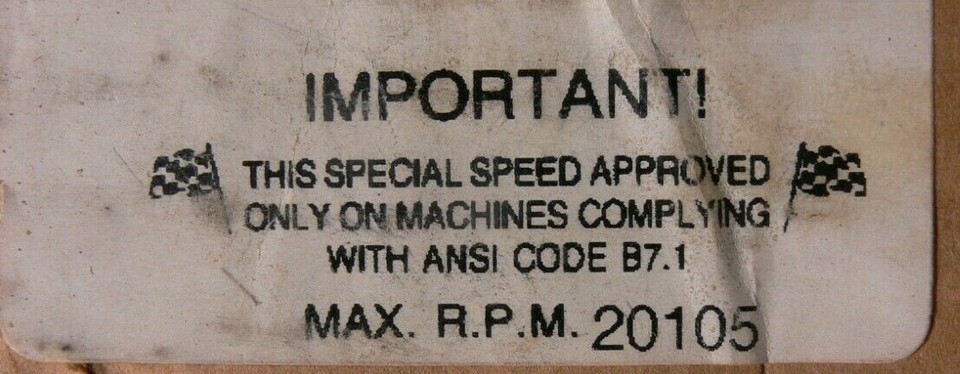 IMPORTANT!
THIS SPECIAL SPEED APPROVED
ONLY ON MACHINES COMPLYING
WITH ANSI CODE B7.1
MAX. R.P.M. 20105